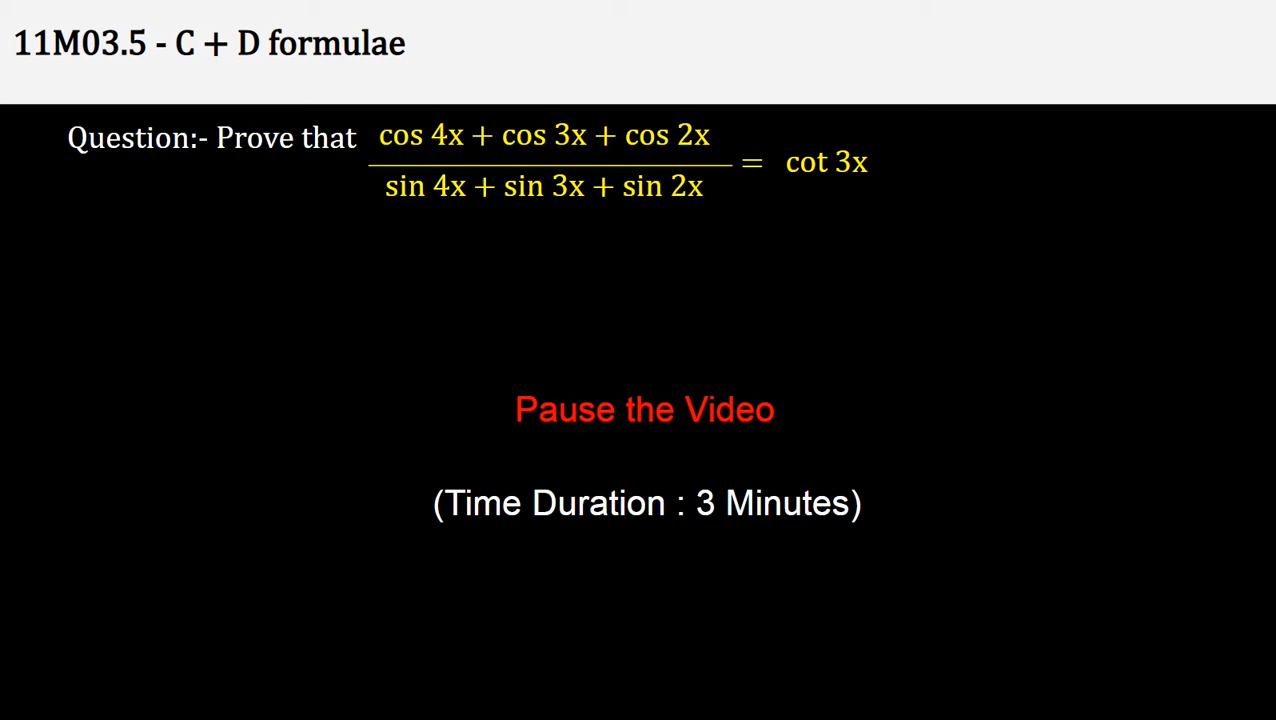 11M03.5 - C + D formulae
Question:- Prove that cos 4x + cos 3x + cos 2x
sin 4x + sin 3x + sin 2x
= cot 3x
Pause the Video
(Time Duration : 3 Minutes)